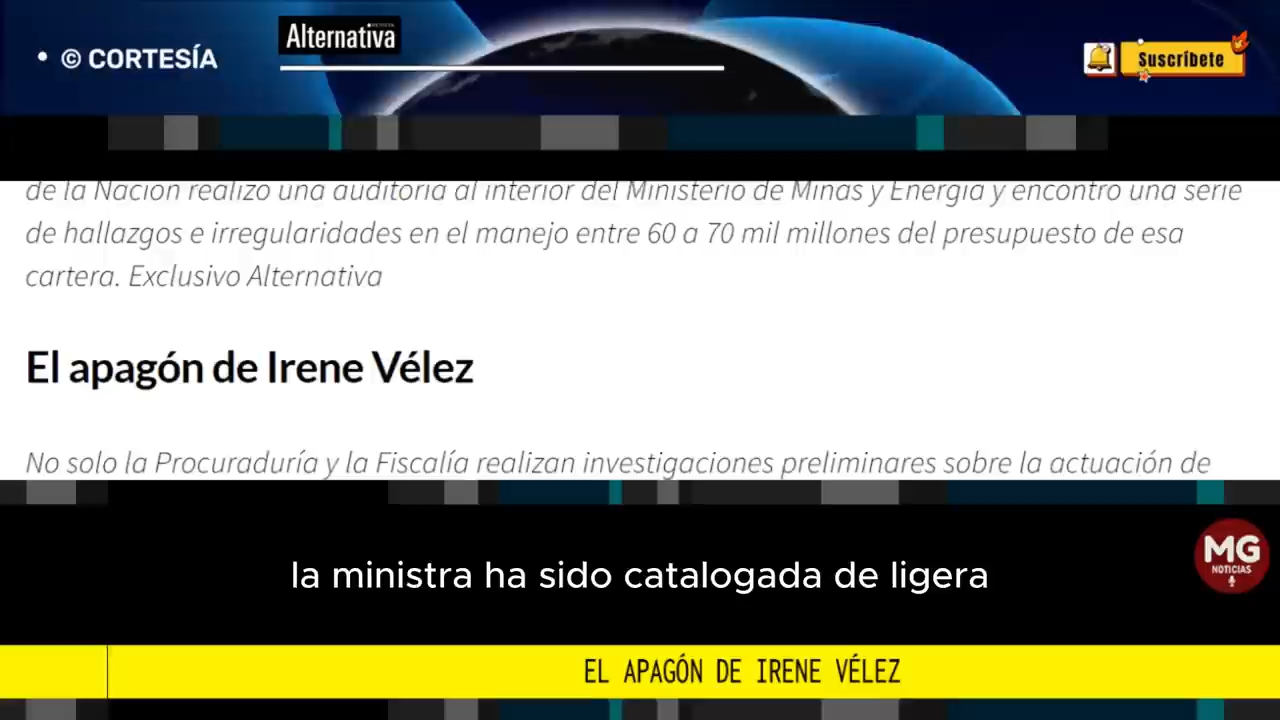 • © CORTESÍA
REVISTA
Alternativa
Suscríbete
de la Nación realizó una auditoría al interior del Ministerio de Minas y Energía y encontró una serie
de hallazgos e irregularidades en el manejo entre 60 a 70 mil millones del presupuesto de esa
cartera. Exclusivo Alternativa
El apagón de Irene Vélez
No solo la Procuraduría y la Fiscalía realizan investigaciones preliminares sobre la actuación de
la ministra ha sido catalogada de ligera
MG
NOTICIAS
EL APAGÓN DE IRENE VÉLEZ